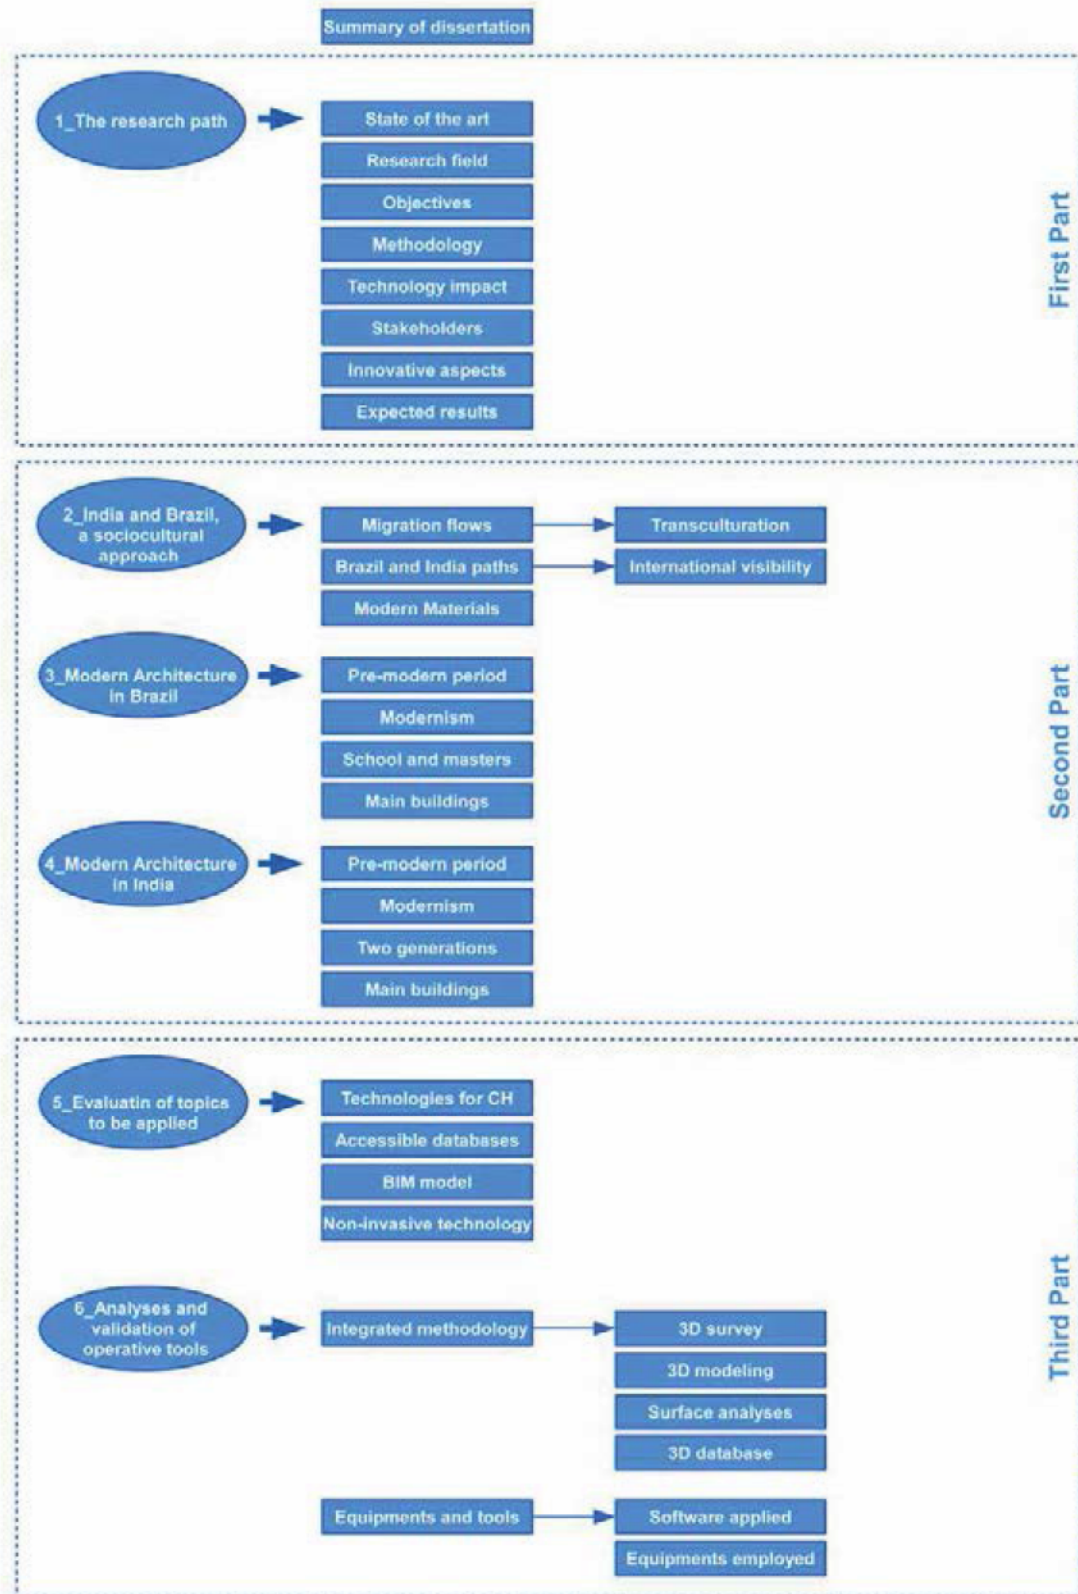 Summary of dissertation
1_The research path
State of the art
Research field
Objectives
Methodology
Technology impact
Stakeholders
Innovative aspects
Expected results
First Part
2_India and Brazil,
a sociocultural
approach
Migration flows
Transculturation
Brazil and India paths
International visibility
Modern Materials
3_Modern Architecture
in Brazil
Pre-modern period
Modernism
School and masters
Main buildings
4_Modern Architecture
in India
Pre-modern period
Modernism
Two generations
Main buildings
Second Part
5_Evaluatin of topics
to be applied
Technologies for CH
Accessible databases
BIM model
Non-invasive technology
6_Analyses and
validation of
operative tools
Integrated methodology
3D survey
3D modeling
Surface analyses
3D database
Equipments and tools
Software applied
Equipments employed
Third Part